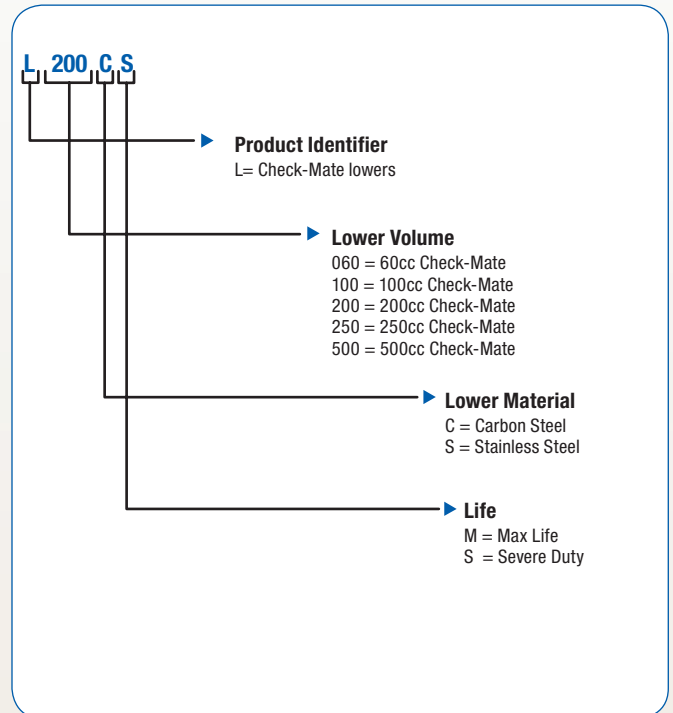 L 200 C S
Product Identifier
L= Check-Mate lowers
Lower Volume
060 = 60cc Check-Mate
100 = 100cc Check-Mate
200 = 200cc Check-Mate
250 = 250cc Check-Mate
500 = 500cc Check-Mate
Lower Material
C = Carbon Steel
S = Stainless Steel
Life
M = Max Life
S = Severe Duty